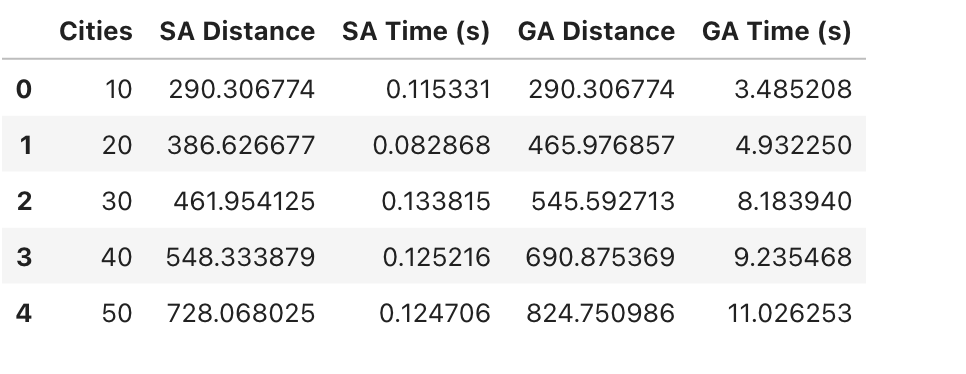 Cities SA Distance SA Time (s) GA Distance GA Time (s)
0 10 290.306774 0.115331 290.306774 3.485208
1 20 386.626677 0.082868 465.976857 4.932250
2 30 461.954125 0.133815 545.592713 8.183940
3 40 548.333879 0.125216 690.875369 9.235468
4 50 728.068025 0.124706 824.750986 11.026253